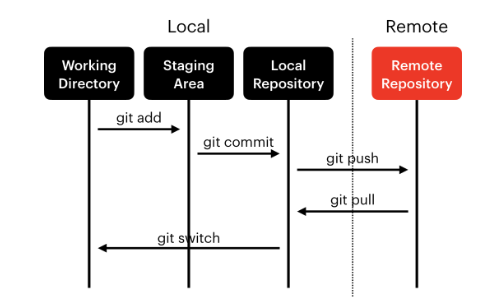 Local
Remote
Working
Directory
Staging
Area
Local
Repository
Remote
Repository
git add
git commit
git push
git pull
git switch